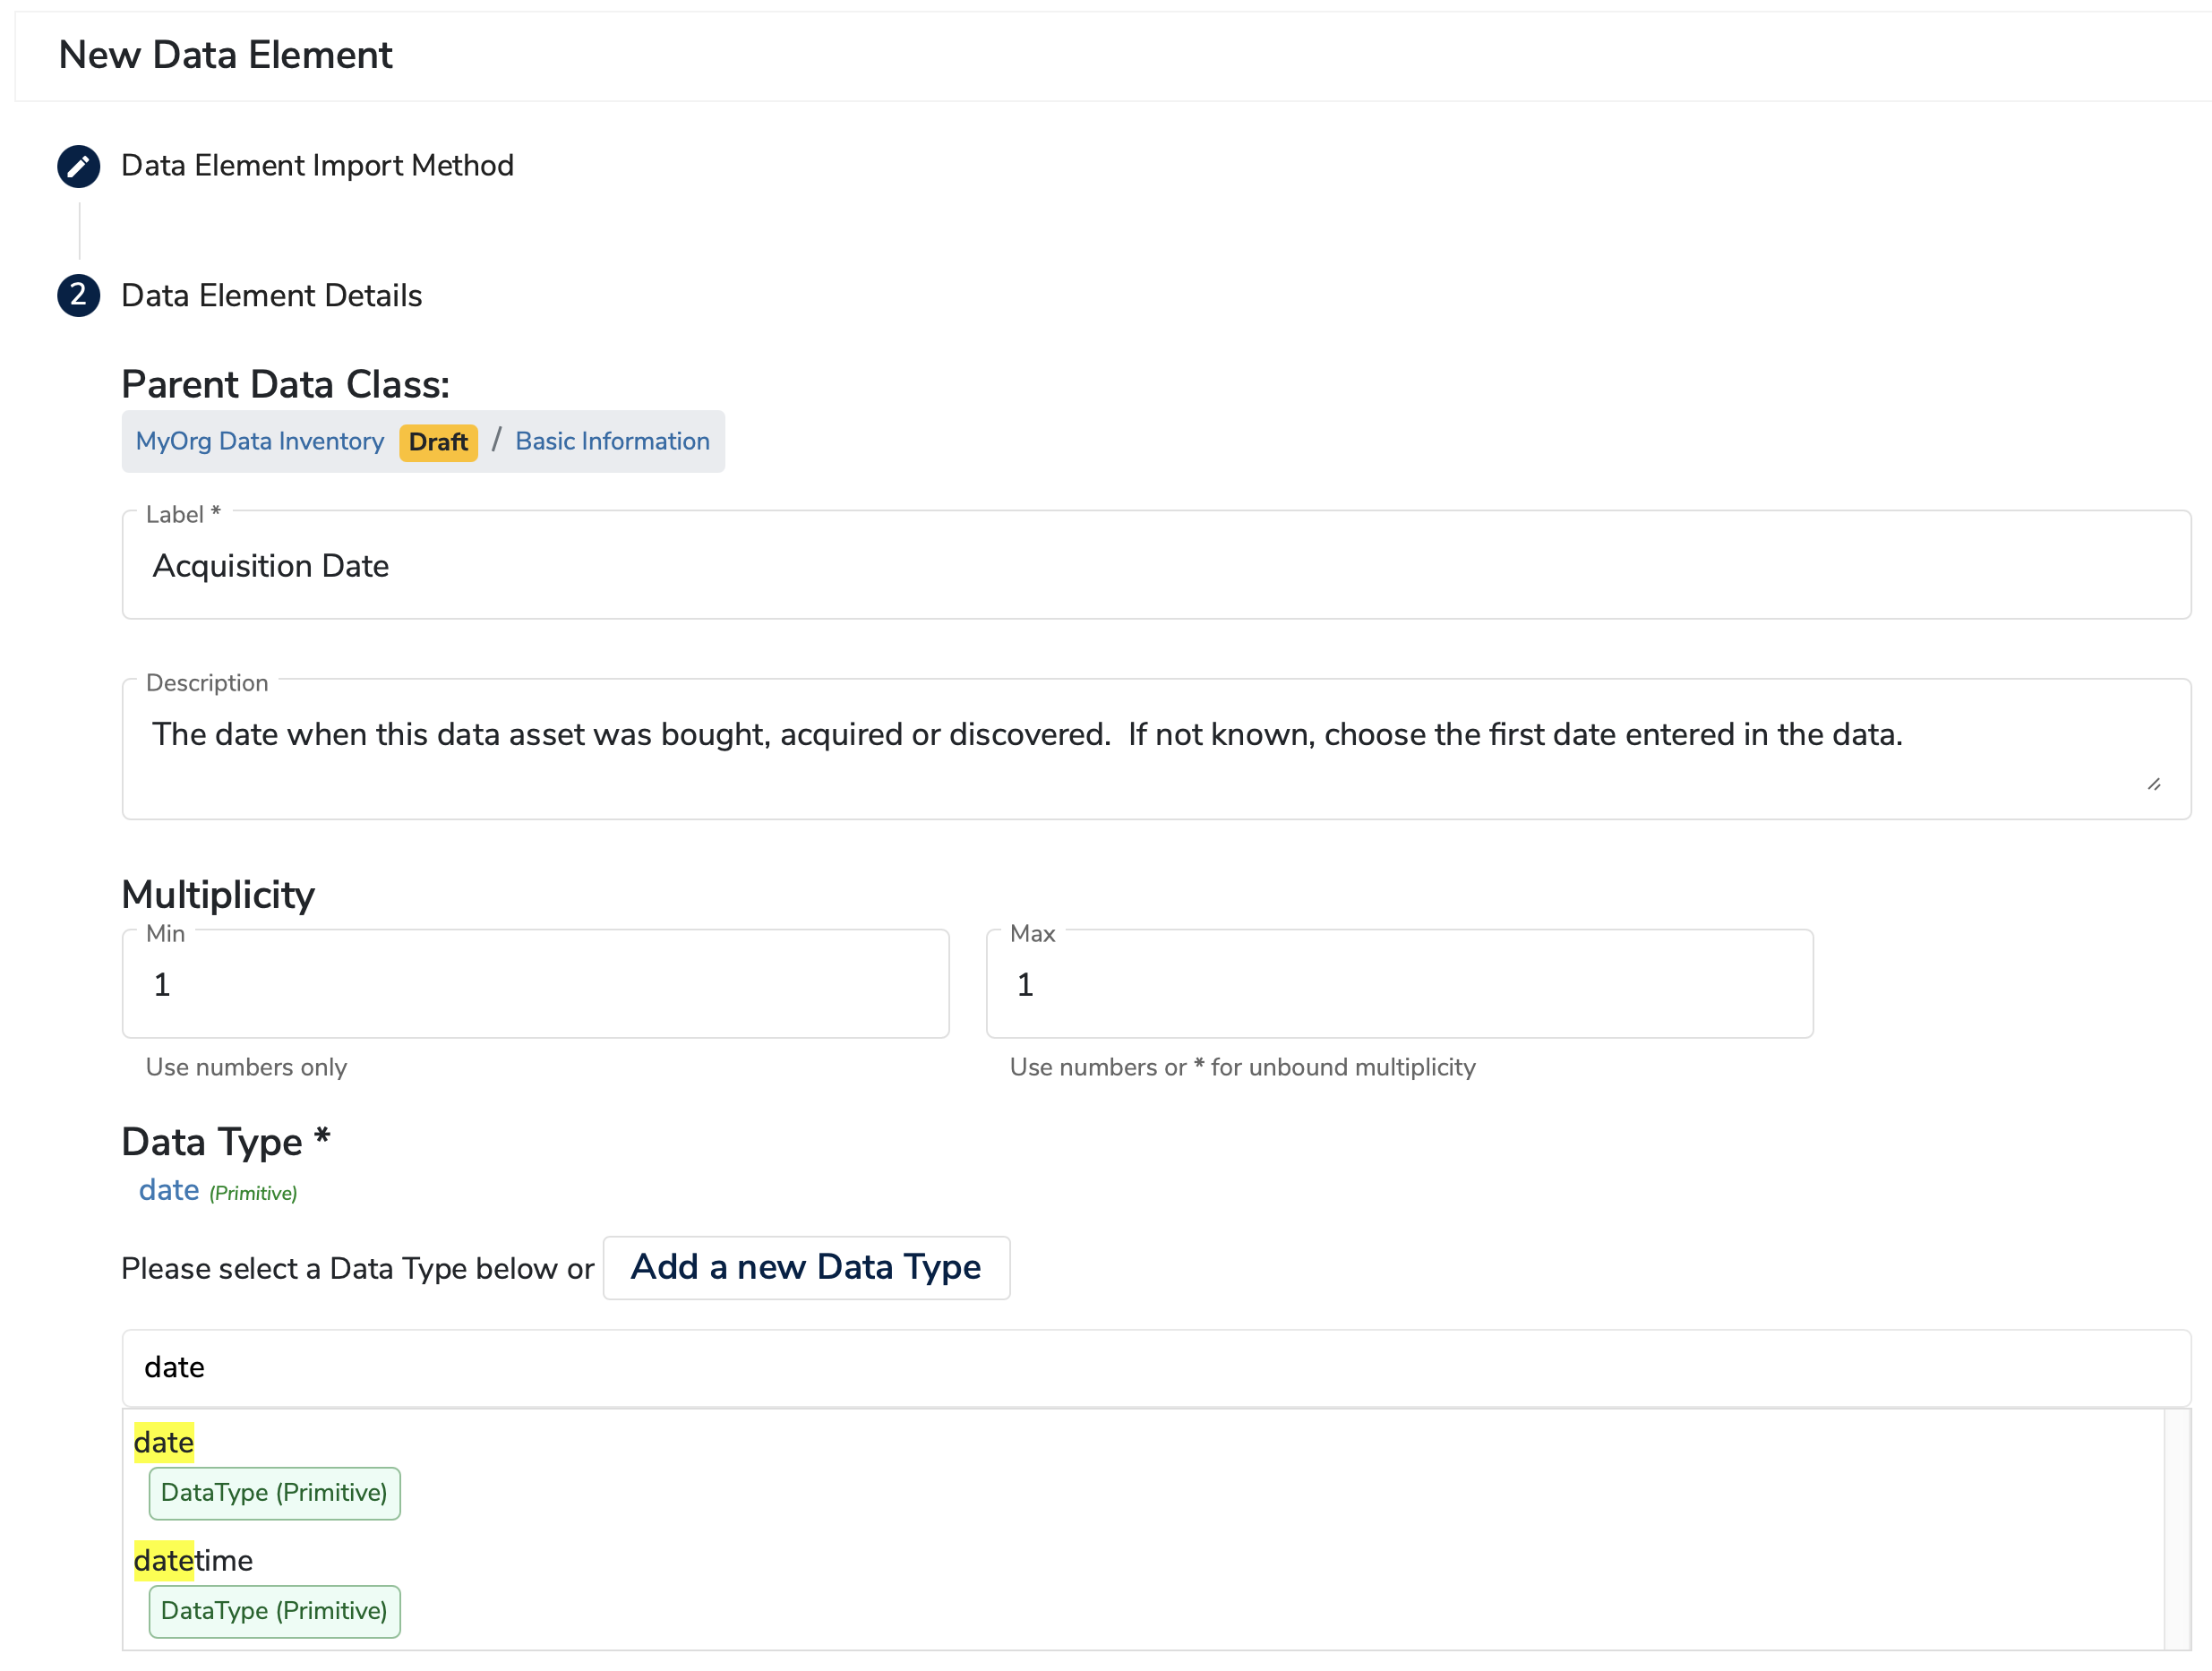 New Data Element
Data Element Import Method
2 Data Element Details
Parent Data Class:
MyOrg Data Inventory Draft / Basic Information
Label *
Acquisition Date
Description
The date when this data asset was bought, acquired or discovered.  If not known, choose the first date entered in the data.
Multiplicity
Min Max
1 1
Use numbers only Use numbers or * for unbound multiplicity
Data Type *
date (Primitive)
Please select a Data Type below or Add a new Data Type
date
date
DataType (Primitive)
datetime
DataType (Primitive)